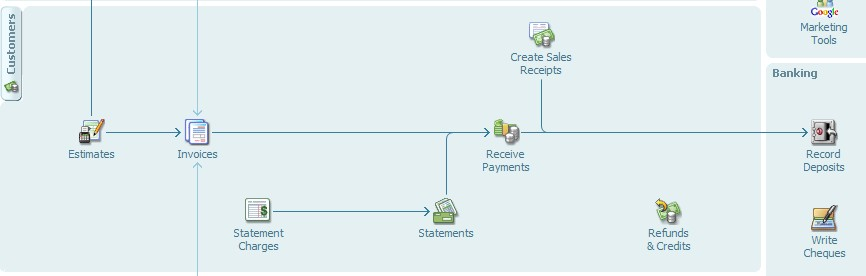 Customers
Google
Marketing
Tools
Create Sales
Receipts
Banking
Estimates
Invoices
Receive
Payments
Record
Deposits
Statement
Charges
Statements
Refunds
& Credits
Write
Cheques